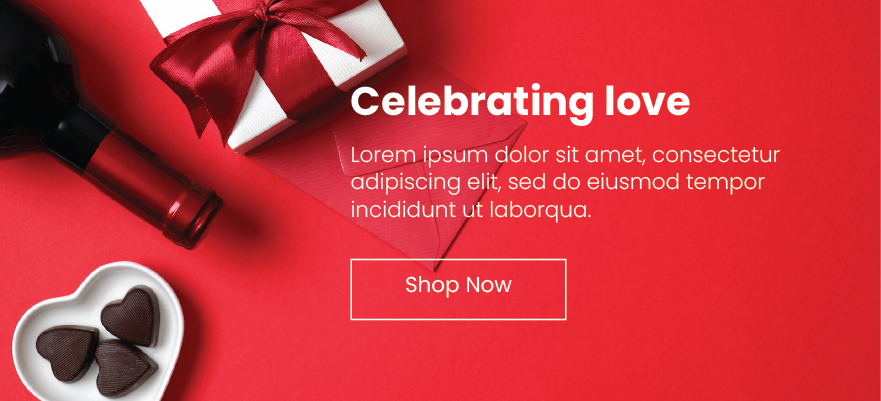 Celebrating love
Lorem ipsum dolor sit amet, consectetur
adipiscing elit, sed do eiusmod tempor
incididunt ut laborqua.
Shop Now